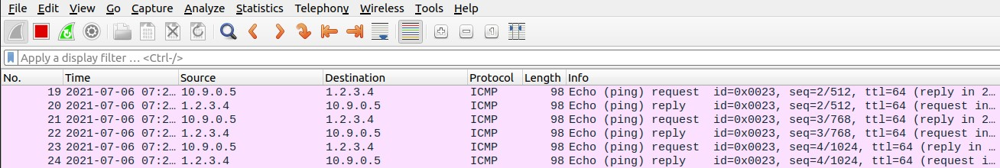 File Edit View Go Capture Analyze Statistics Telephony Wireless Tools Help
Apply a display filter … <Ctrl-/>
No. Time Source Destination Protocol Length Info
19 2021-07-06 07:2… 10.9.0.5 1.2.3.4 ICMP 98 Echo (ping) request id=0x0023, seq=2/512, ttl=64 (reply in 2…
20 2021-07-06 07:2… 1.2.3.4 10.9.0.5 ICMP 98 Echo (ping) reply id=0x0023, seq=2/512, ttl=64 (request in…
21 2021-07-06 07:2… 10.9.0.5 1.2.3.4 ICMP 98 Echo (ping) request id=0x0023, seq=3/768, ttl=64 (reply in 2…
22 2021-07-06 07:2… 1.2.3.4 10.9.0.5 ICMP 98 Echo (ping) reply id=0x0023, seq=3/768, ttl=64 (request in…
23 2021-07-06 07:2… 10.9.0.5 1.2.3.4 ICMP 98 Echo (ping) request id=0x0023, seq=4/1024, ttl=64 (reply in …
24 2021-07-06 07:2… 1.2.3.4 10.9.0.5 ICMP 98 Echo (ping) reply id=0x0023, seq=4/1024, ttl=64 (request i…